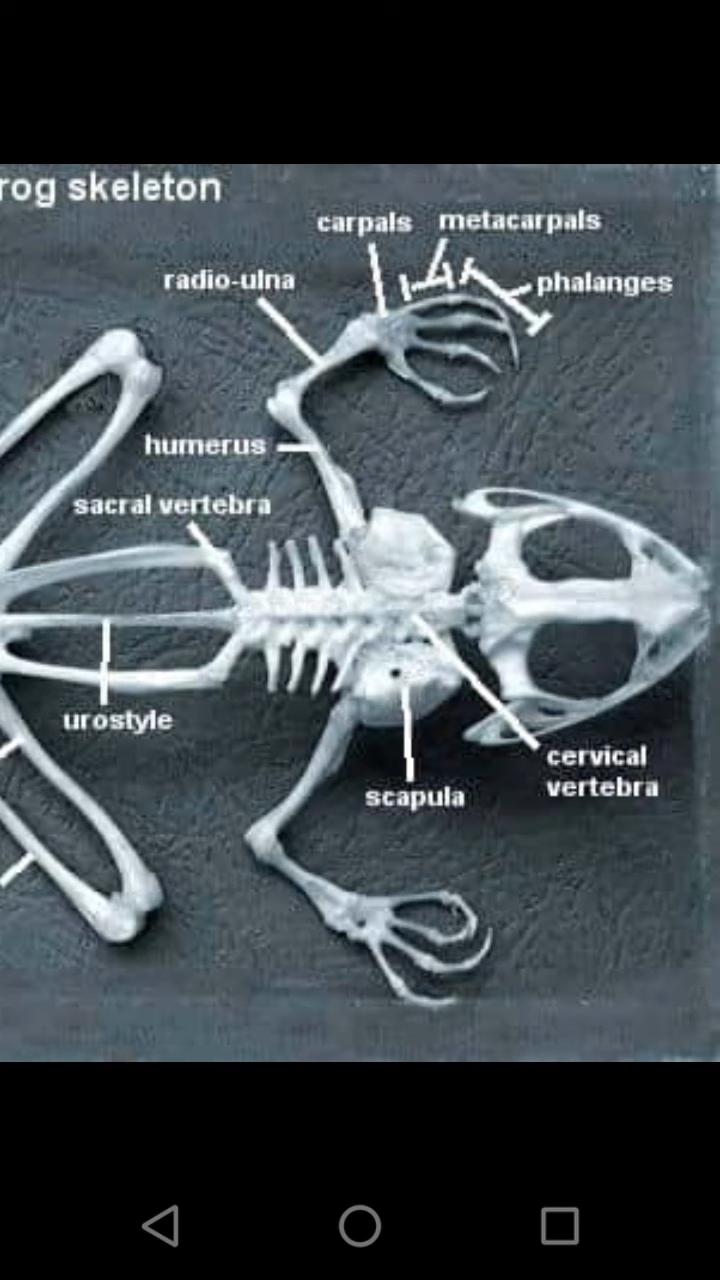 rog skeleton
carpals
metacarpals
radio-ulna
phalanges
humerus
sacral vertebra
urostyle
cervical
vertebra
scapula